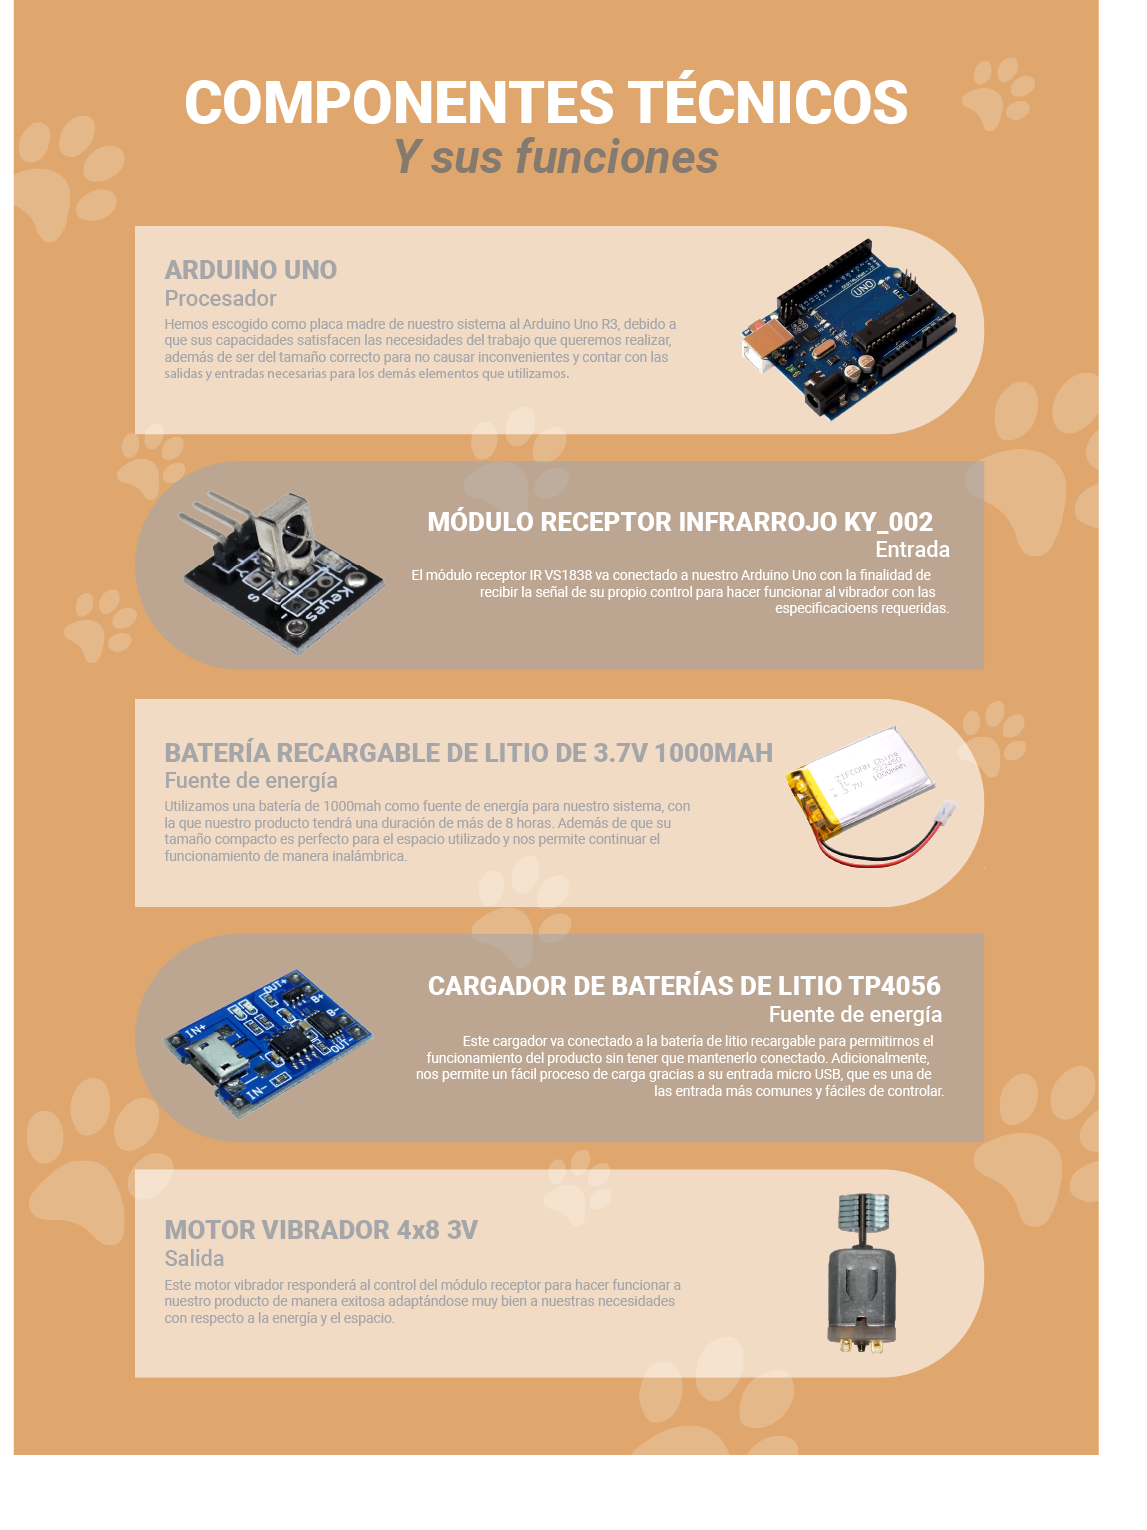 COMPONENTES TÉCNICOS
Y sus funciones
ARDUINO UNO
Procesador
Hemos escogido como placa madre de nuestro sistema al Arduino Uno R3, debido a
que sus capacidades satisfacen las necesidades del trabajo que queremos realizar,
además de ser del tamaño correcto para no causar inconvenientes y contar con las
salidas y entradas necesarias para los demás elementos que utilizamos.
UNO
MÓDULO RECEPTOR INFRARROJO KY_002
Entrada
El módulo receptor IR VS1838 va conectado a nuestro Arduino Uno con la finalidad de
recibir la señal de su propio control para hacer funcionar al vibrador con las
especificacioens requeridas.
Keyes
S
BATERÍA RECARGABLE DE LITIO DE 3.7V 1000MAH
Fuente de energía
Utilizamos una batería de 1000mah como fuente de energía para nuestro sistema, con
la que nuestro producto tendrá una duración de más de 8 horas. Además de que su
tamaño compacto es perfecto para el espacio utilizado y nos permite continuar el
funcionamiento de manera inalámbrica.
+ 3.7V 1000mAh
CARGADOR DE BATERÍAS DE LITIO TP4056
Fuente de energía
Este cargador va conectado a la batería de litio recargable para permitirnos el
funcionamiento del producto sin tener que mantenerlo conectado. Adicionalmente,
nos permite un fácil proceso de carga gracias a su entrada micro USB, que es una de
las entrada más comunes y fáciles de controlar.
OUT+
B+
B-
OUT-
IN+
IN-
MOTOR VIBRADOR 4x8 3V
Salida
Este motor vibrador responderá al control del módulo receptor para hacer funcionar a
nuestro producto de manera exitosa adaptándose muy bien a nuestras necesidades
con respecto a la energía y el espacio.